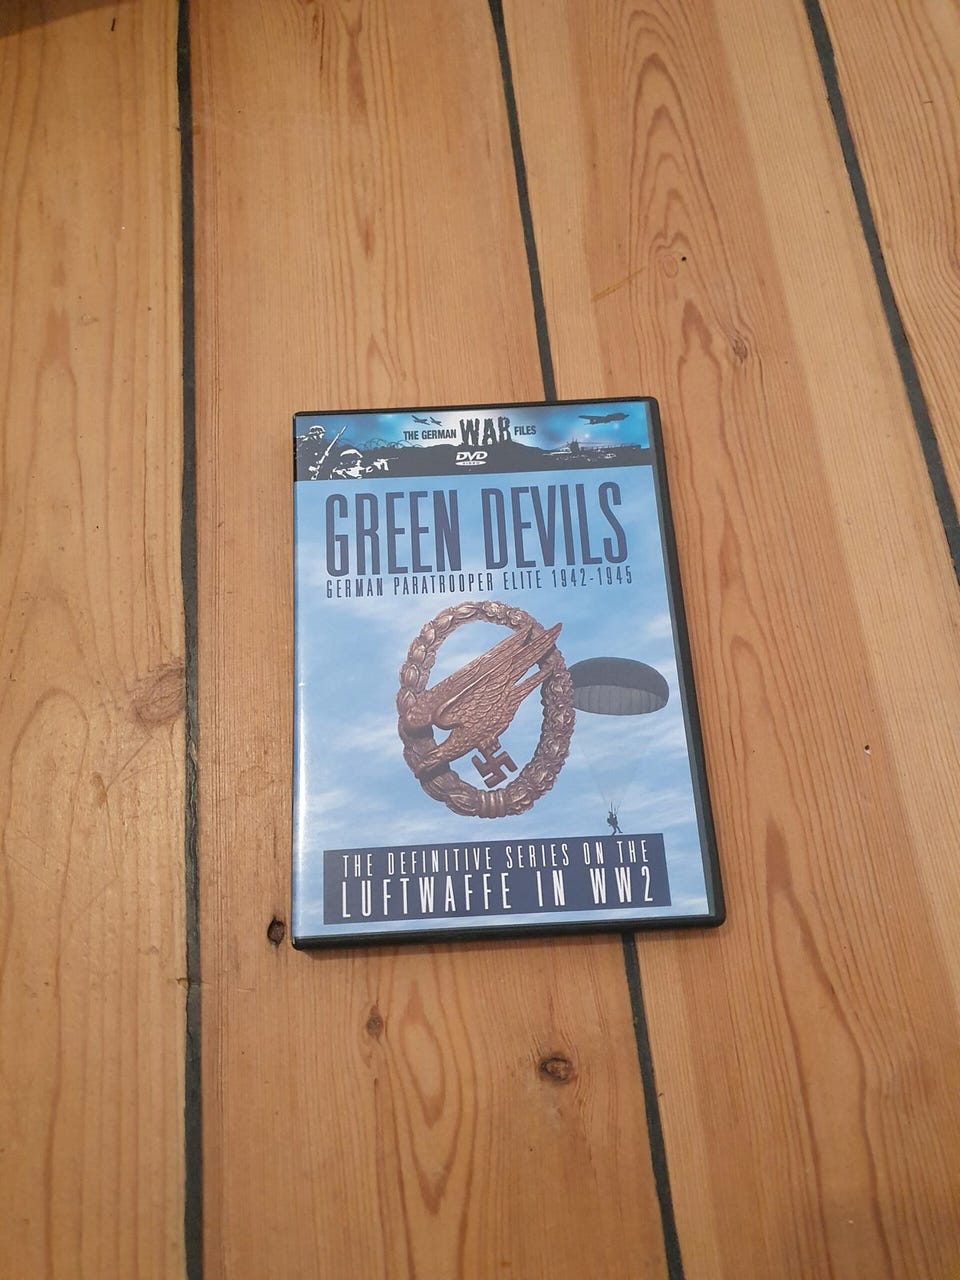 THE GERMAN WAR FILES
DVD
VIDEO
GREEN DEVILS
GERMAN PARATROOPER ELITE 1942-1945
THE DEFINITIVE SERIES ON THE
LUFTWAFFE IN WW2